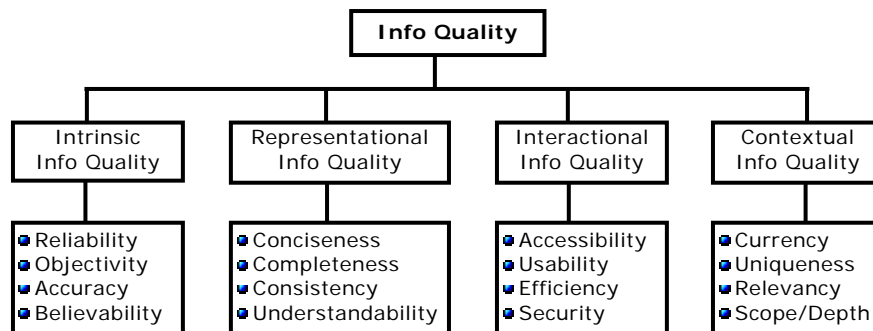 Info Quality
Intrinsic
Info Quality
Representational
Info Quality
Interactional
Info Quality
Contextual
Info Quality
Reliability
Objectivity
Accuracy
Believability
Conciseness
Completeness
Consistency
Understandability
Accessibility
Usability
Efficiency
Security
Currency
Uniqueness
Relevancy
Scope/Depth